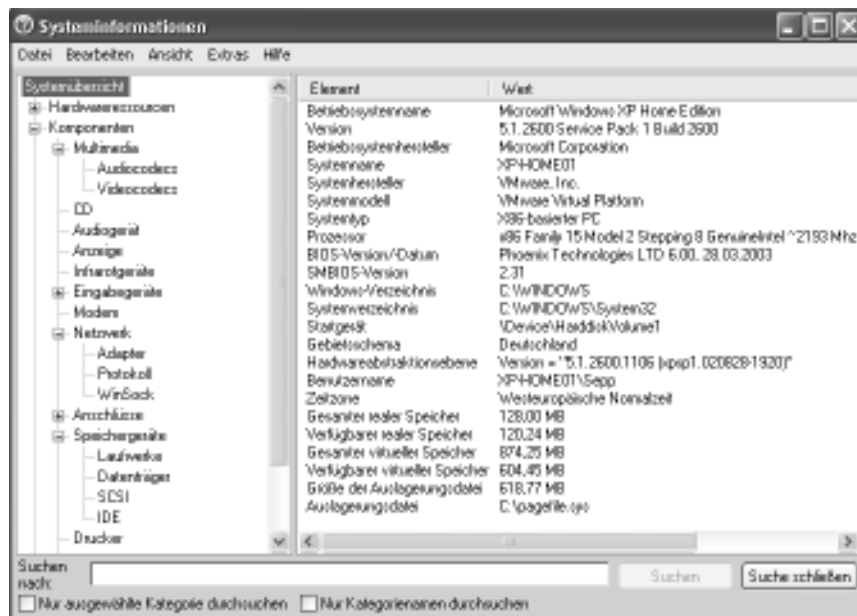 Systeminformationen
Datei Bearbeiten Ansicht Extras Hilfe
Systemübersicht
Hardwareressourcen
Komponenten
Multimedia
Audiocodecs
Videocodecs
CD
Audiogerät
Anzeige
Infrarotgeräte
Eingabegeräte
Modem
Netzwerk
Adapter
Protokoll
WinSock
Anschlüsse
Speichergeräte
Laufwerke
Datenträger
SCSI
IDE
Drucker
Element Wert
Betriebssystemname Microsoft Windows XP Home Edition
Version 5.1.2600 Service Pack 1 Build 2600
Betriebssystemhersteller Microsoft Corporation
Systemname XP-HOME01
Systemhersteller VMware, Inc.
Systemmodell VMware Virtual Platform
Systemtyp X86-basierter PC
Prozessor x86 Family 15 Model 2 Stepping 8 GenuineIntel ~2193 Mhz
BIOS-Version/-Datum Phoenix Technologies LTD 6.00, 28.03.2003
SMBIOS-Version 2.31
Windows-Verzeichnis C:\WINDOWS
Systemverzeichnis C:\WINDOWS\System32
Startgerät \Device\HarddiskVolume1
Gebietsschema Deutschland
Hardwareabstraktionsebene Version = "5.1.2600.1106 (xpsp1.020828-1920)"
Benutzername XP-HOME01\Sepp
Zeitzone Westeuropäische Normalzeit
Gesamter realer Speicher 128,00 MB
Verfügbarer realer Speicher 120,24 MB
Gesamter virtueller Speicher 874,25 MB
Verfügbarer virtueller Speicher 604,45 MB
Größe der Auslagerungsdatei 618,77 MB
Auslagerungsdatei C:\pagefile.sys
Suchen nach:
Suchen
Suche schließen
Nur ausgewählte Kategorie durchsuchen
Nur Kategorienamen durchsuchen